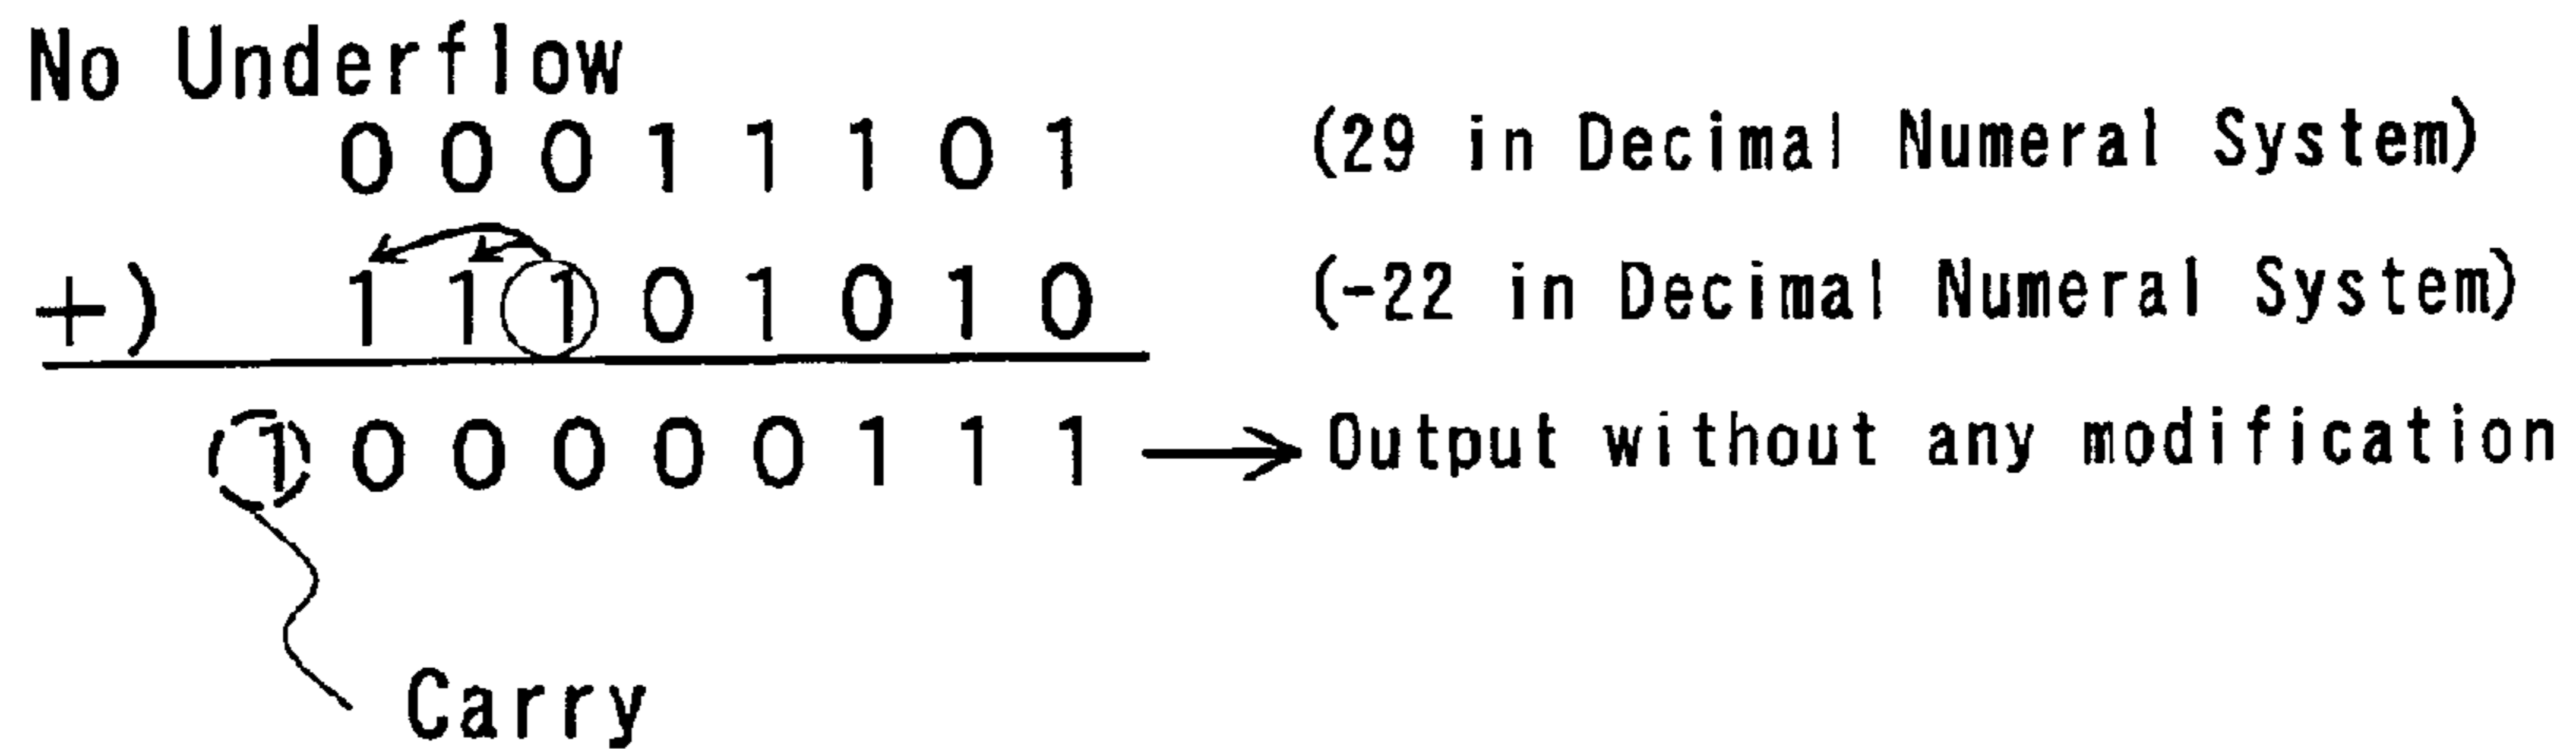 No Underflow
0 0 0 1 1 1 0 1 (29 in Decimal Numeral System)
+) 1 1 1 0 1 0 1 0 (-22 in Decimal Numeral System)
1 0 0 0 0 0 1 1 1 → Output without any modification
Carry